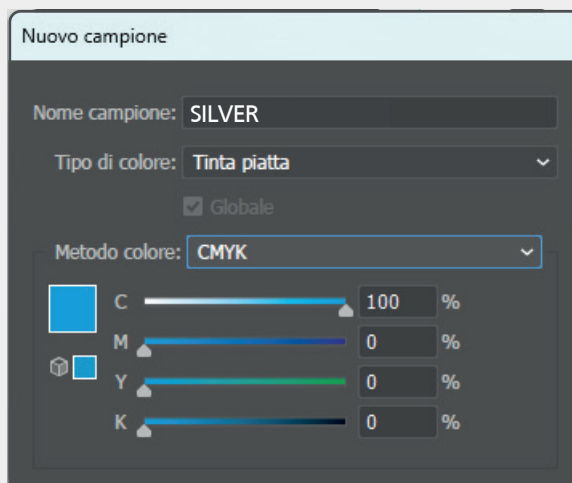 Nuovo campione
Nome campione: SILVER
Tipo di colore: Tinta piatta
Globale
Metodo colore: CMYK
C 100 %
M 0 %
Y 0 %
K 0 %